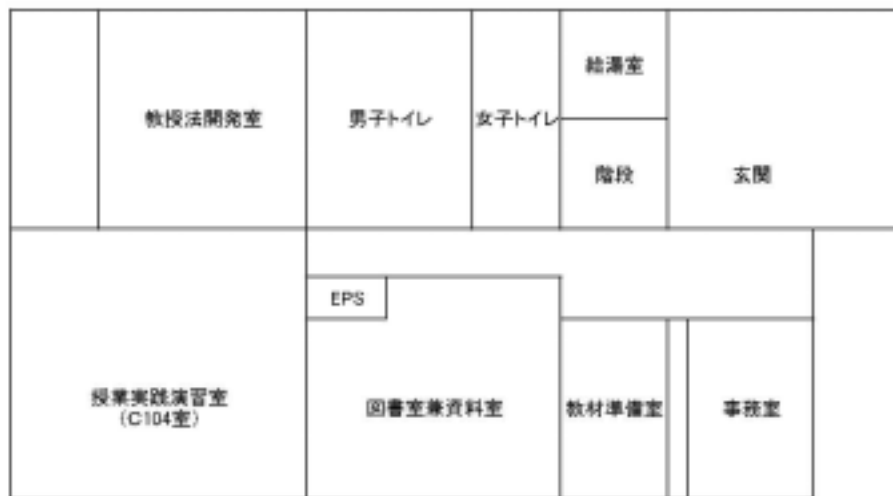 給湯室
教授法開発室
男子トイレ
女子トイレ
階段
玄関
EPS
授業実践演習室
(C104室)
図書室兼資料室
教材準備室
事務室